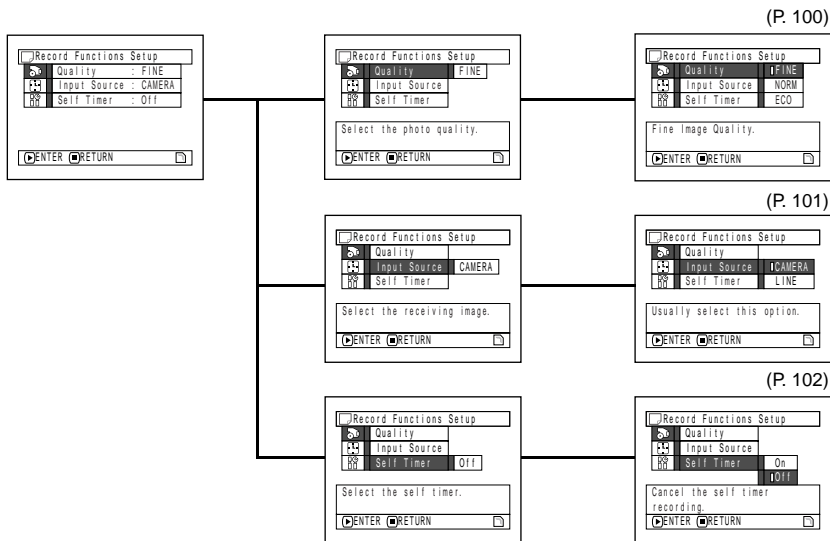 (P. 100)
Record Functions Setup
Quality : FINE
Input Source : CAMERA
Self Timer : Off
ENTER RETURN
Record Functions Setup
Quality FINE
Input Source
Self Timer
Select the photo quality.
ENTER RETURN
Record Functions Setup
Quality FINE
Input Source NORM
Self Timer ECO
Fine Image Quality.
ENTER RETURN
(P. 101)
Record Functions Setup
Quality
Input Source CAMERA
Self Timer
Select the receiving image.
ENTER RETURN
Record Functions Setup
Quality
Input Source CAMERA
Self Timer LINE
Usually select this option.
ENTER RETURN
(P. 102)
Record Functions Setup
Quality
Input Source
Self Timer Off
Select the self timer.
ENTER RETURN
Record Functions Setup
Quality
Input Source
Self Timer On
Off
Cancel the self timer
recording.
ENTER RETURN